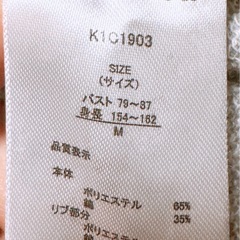 K1C1903
SIZE
(サイズ)
バスト 79~87
身長 154~162
M
品質表示
本体
ポリエステル 65%
綿 35%
リブ部分
ポリエステル